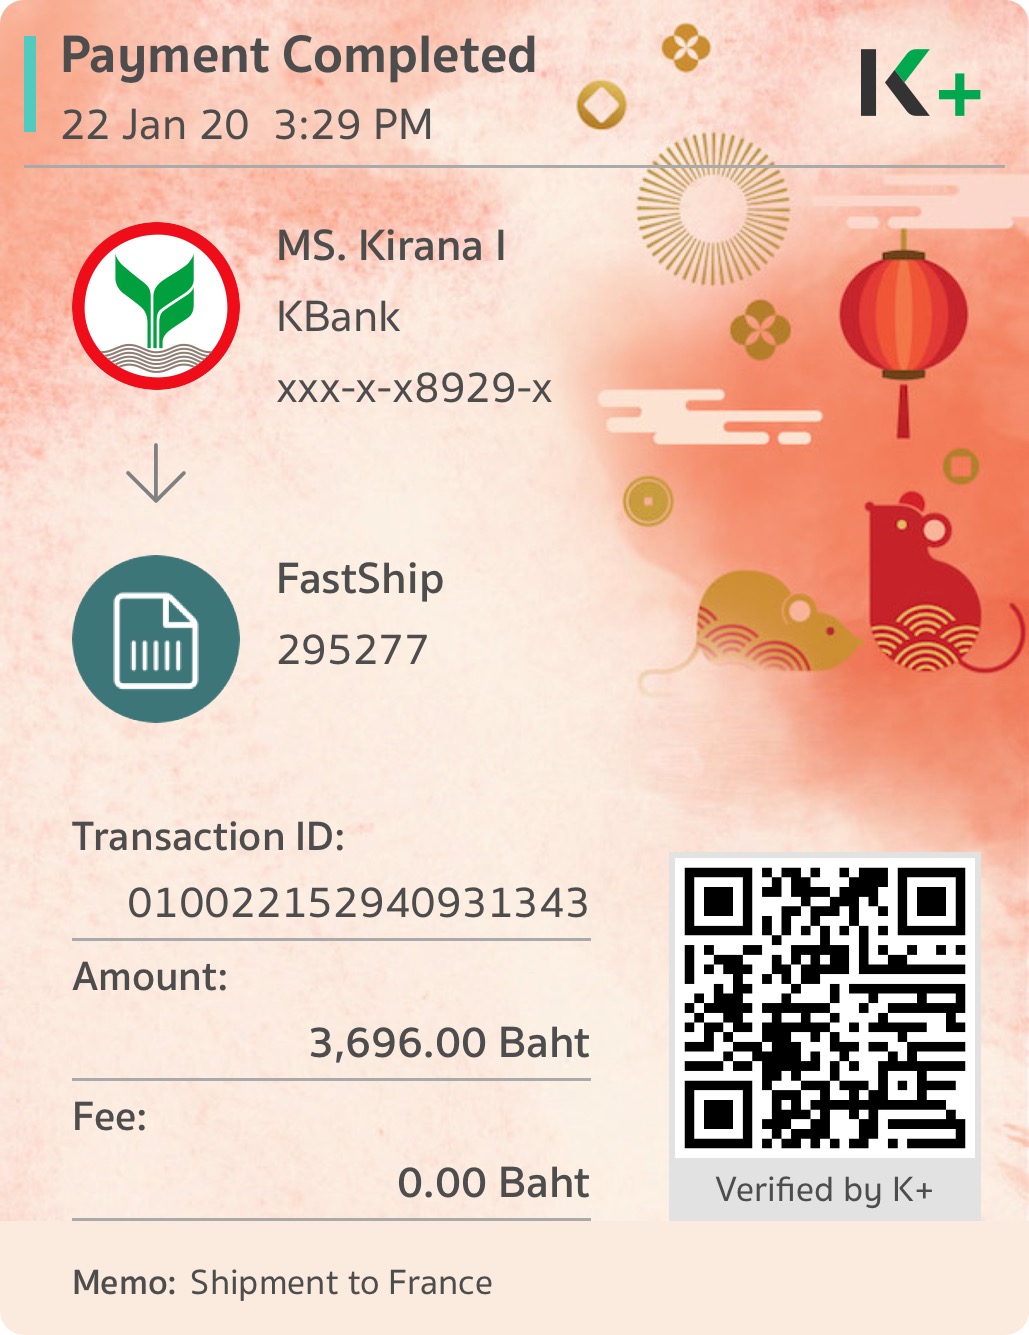 Payment Completed
22 Jan 20 3:29 PM
K+
MS. Kirana I
KBank
xxx-x-x8929-x
FastShip
295277
Transaction ID:
010022152940931343
Amount:
3,696.00 Baht
Fee:
0.00 Baht
Verified by K+
Memo: Shipment to France